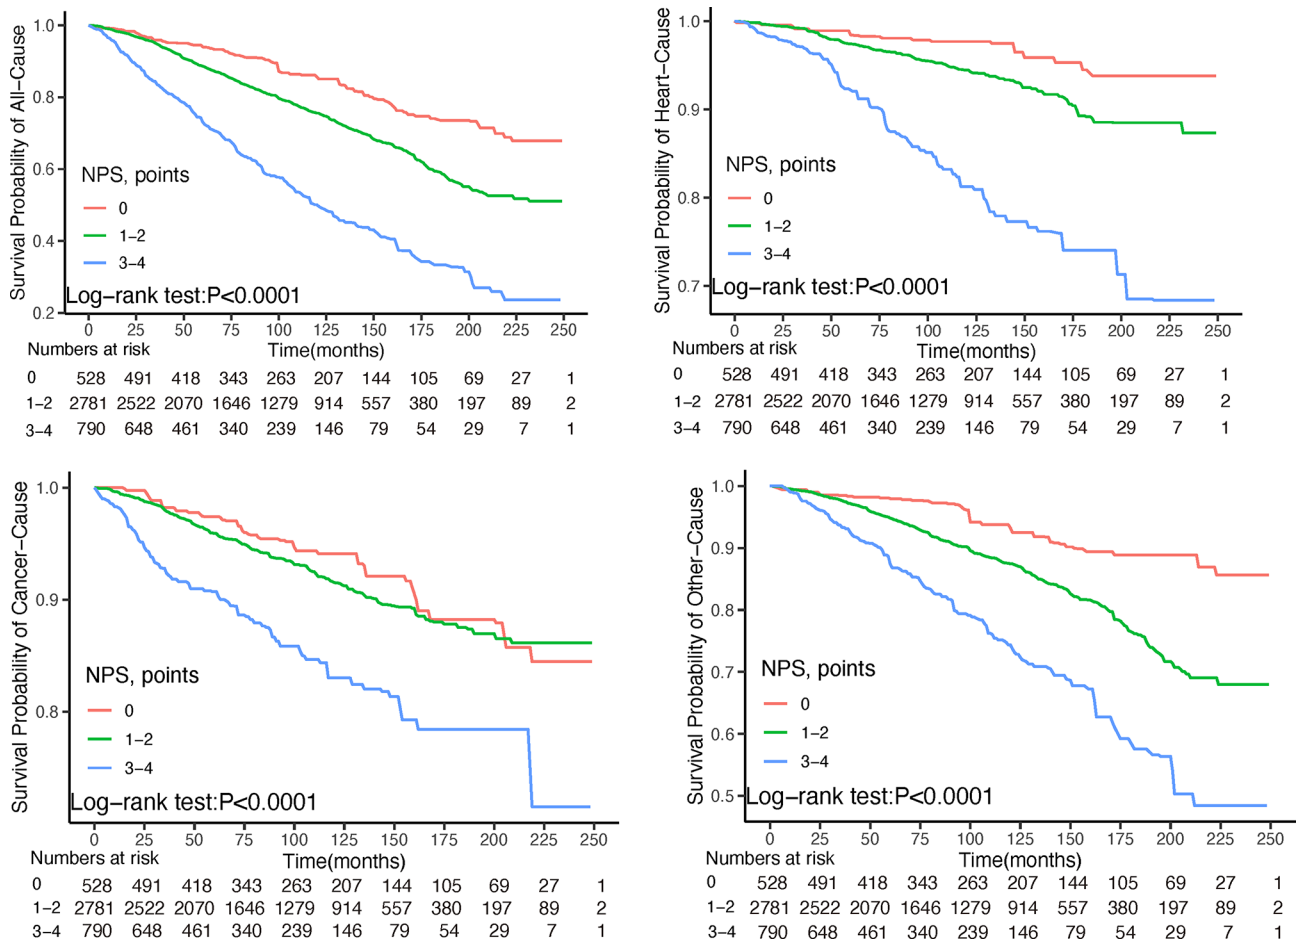 Survival Probability of All−Cause
1.0
0.8
0.6
0.4
0.2
NPS, points
0
1−2
3−4
Log−rank test:P<0.0001
0 25 50 75 100 125 150 175 200 225 250
Numbers at risk Time(months)
0 528 491 418 343 263 207 144 105 69 27 1
1−2 2781 2522 2070 1646 1279 914 557 380 197 89 2
3−4 790 648 461 340 239 146 79 54 29 7 1
Survival Probability of Heart−Cause
1.0
0.9
0.8
0.7
NPS, points
0
1−2
3−4
Log−rank test:P<0.0001
0 25 50 75 100 125 150 175 200 225 250
Numbers at risk Time(months)
0 528 491 418 343 263 207 144 105 69 27 1
1−2 2781 2522 2070 1646 1279 914 557 380 197 89 2
3−4 790 648 461 340 239 146 79 54 29 7 1
Survival Probability of Cancer−Cause
1.0
0.9
0.8
NPS, points
0
1−2
3−4
Log−rank test:P<0.0001
0 25 50 75 100 125 150 175 200 225 250
Numbers at risk Time(months)
0 528 491 418 343 263 207 144 105 69 27 1
1−2 2781 2522 2070 1646 1279 914 557 380 197 89 2
3−4 790 648 461 340 239 146 79 54 29 7 1
Survival Probability of Other−Cause
1.0
0.9
0.8
0.7
0.6
0.5
NPS, points
0
1−2
3−4
Log−rank test:P<0.0001
0 25 50 75 100 125 150 175 200 225 250
Numbers at risk Time(months)
0 528 491 418 343 263 207 144 105 69 27 1
1−2 2781 2522 2070 1646 1279 914 557 380 197 89 2
3−4 790 648 461 340 239 146 79 54 29 7 1